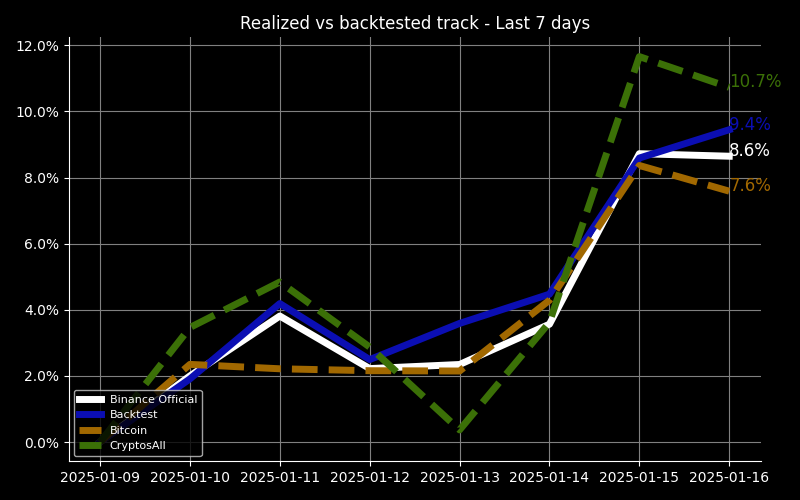 Realized vs backtested track - Last 7 days
12.0%
10.0%
8.0%
6.0%
4.0%
2.0%
0.0%
10.7%
9.4%
8.6%
7.6%
Binance Official
Backtest
Bitcoin
CryptosAll
2025-01-09 2025-01-10 2025-01-11 2025-01-12 2025-01-13 2025-01-14 2025-01-15 2025-01-16